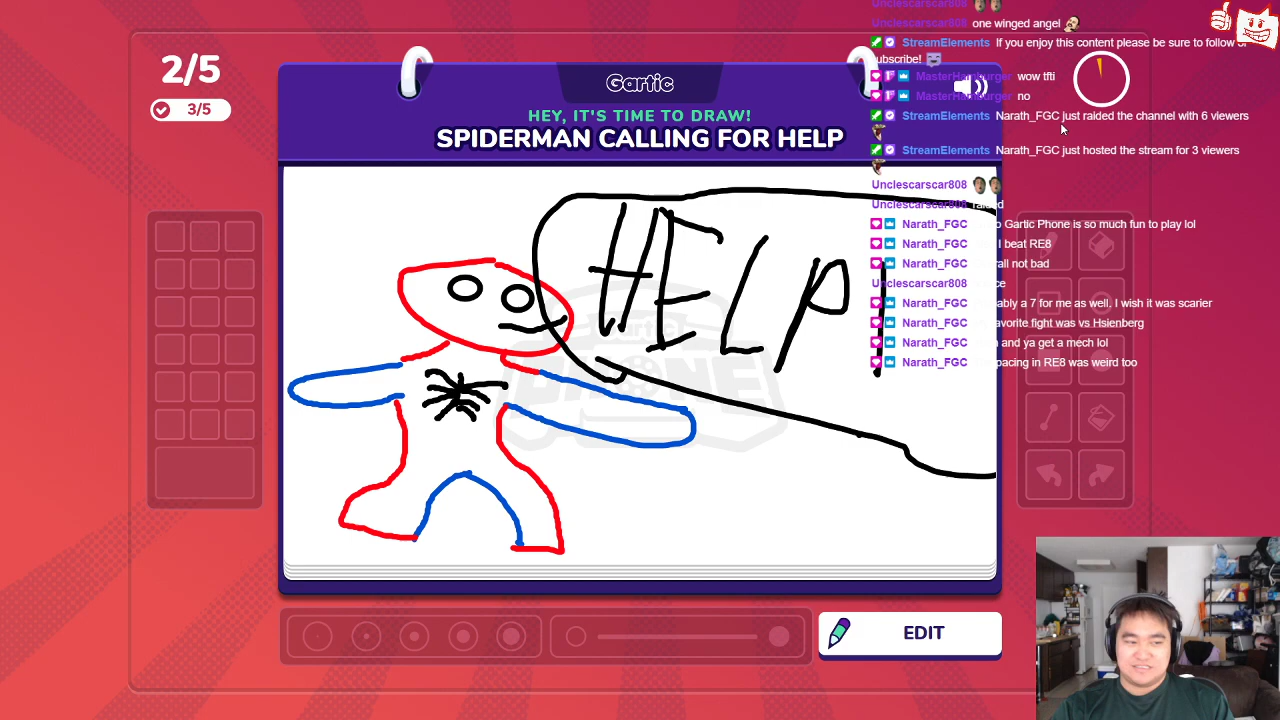 2/5
3/5
Gartic
HEY, IT'S TIME TO DRAW!
SPIDERMAN CALLING FOR HELP
HELP!
EDIT
Unclescarscar808
Unclescarscar808 one winged angel
StreamElements If you enjoy this content please be sure to follow or
subscribe!
MasterHamburger wow tfti
MasterHamburger no
StreamElements Narath_FGC just raided the channel with 6 viewers
StreamElements Narath_FGC just hosted the stream for 3 viewers
Unclescarscar808
Unclescarscar808 raided
Narath_FGC Gartic Phone is so much fun to play lol
Narath_FGC I beat RE8
Narath_FGC not bad
Unclescarscar808
Narath_FGC a 7 for me as well, I wish it was scarier
Narath_FGC fight was vs Hsienberg
Narath_FGC and ya get a mech lol
Narath_FGC pacing in RE8 was weird too